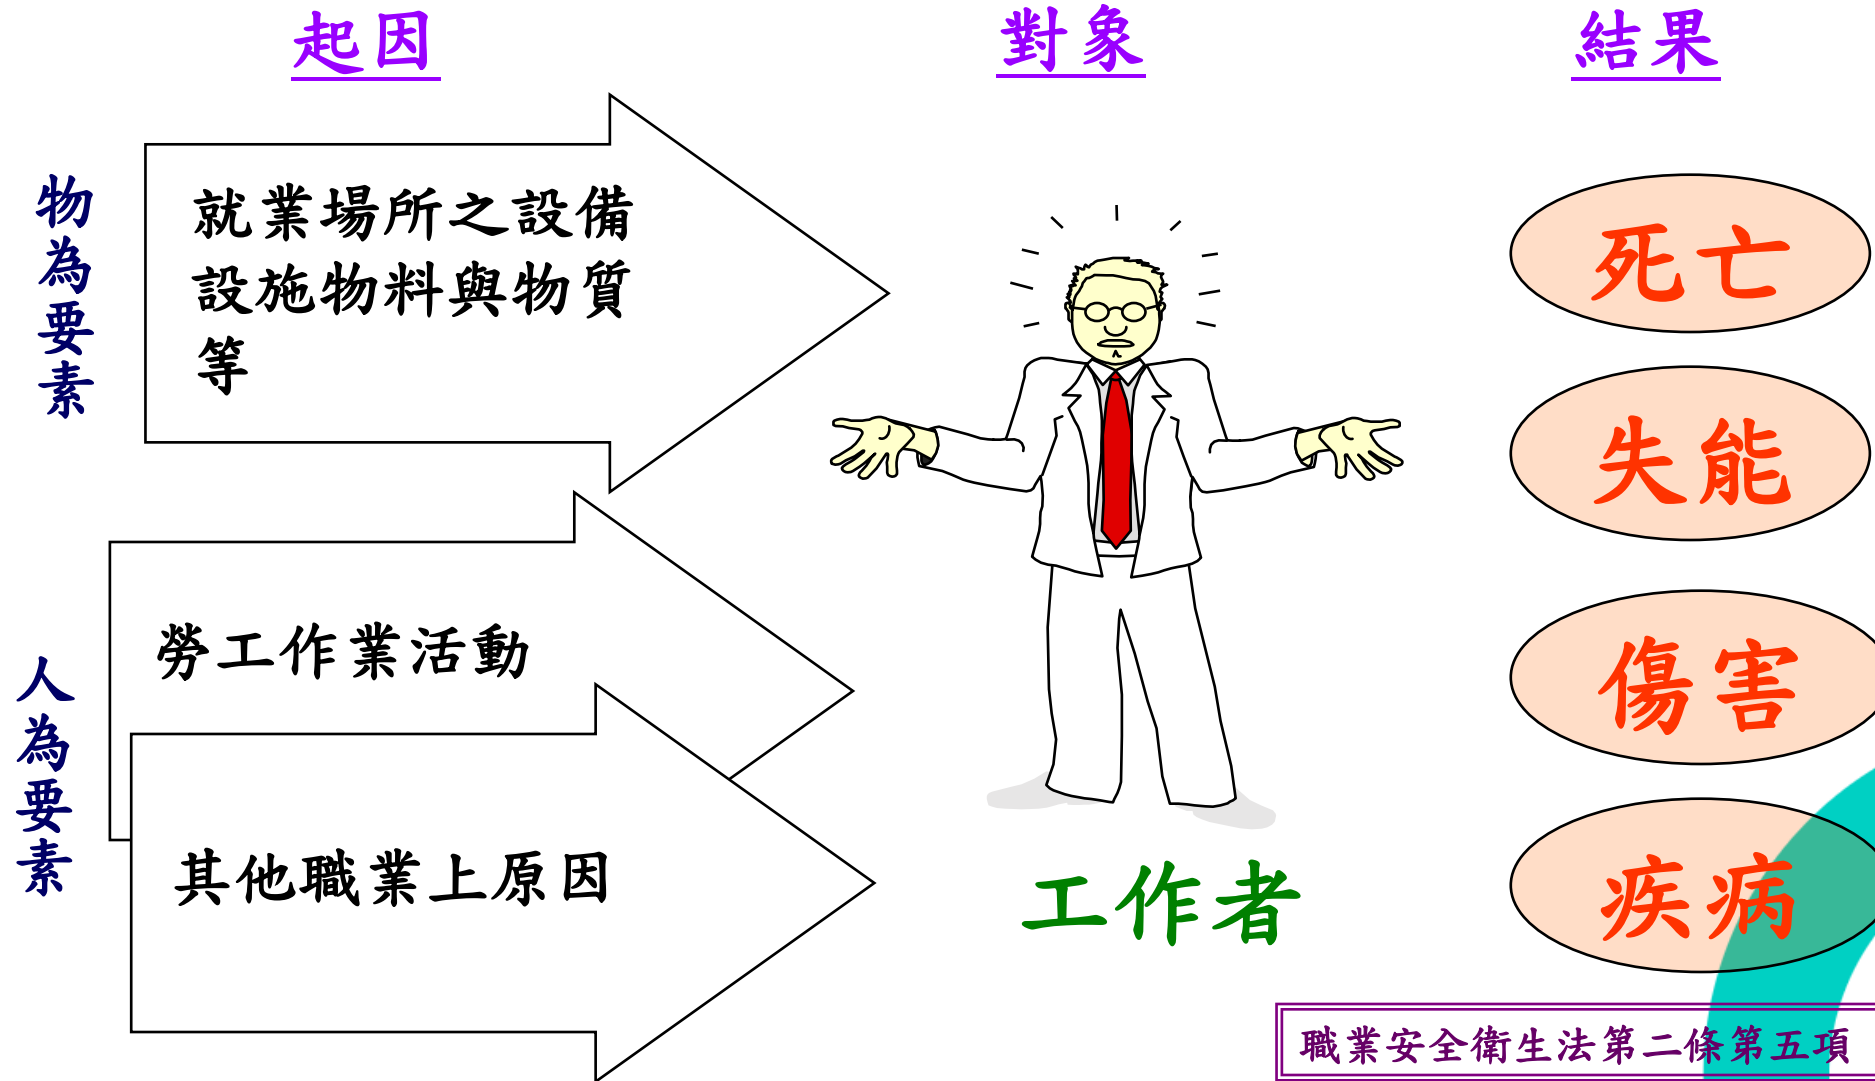 起因
對象
結果
物為要素
就業場所之設備
設施物料與物質
等
人為要素
勞工作業活動
其他職業上原因
工作者
死亡
失能
傷害
疾病
職業安全衛生法第二條第五項